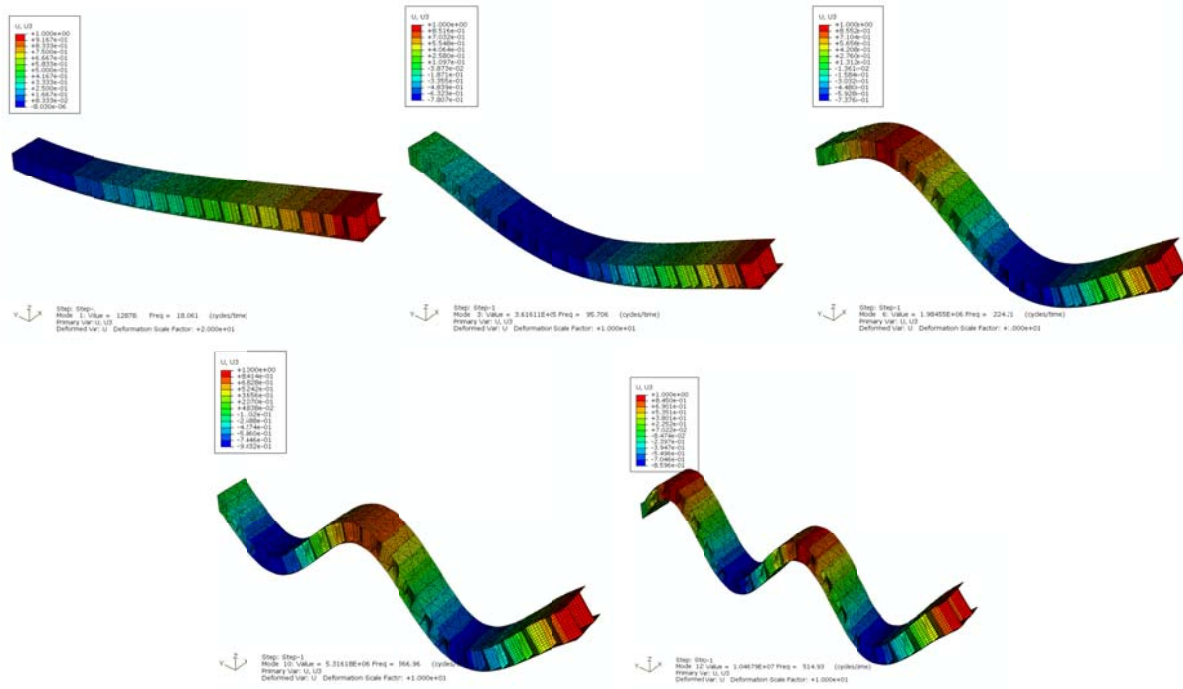 U, U3
+1.000e+00
+9.167e-01
+8.333e-01
+7.500e-01
+6.667e-01
+5.833e-01
+5.000e-01
+4.167e-01
+3.333e-01
+2.500e-01
+1.667e-01
+8.333e-02
-8.030e-06
Z
Y X
Step: Step-
Mode 1: Value = 12878 Freq = 18.061 (cycles/time)
Primary Var: U, U3
Deformed Var: U Deformation Scale Factor: +2.000e+01
U, U3
+1.000e+00
+8.516e-01
+7.032e-01
+5.548e-01
+4.064e-01
+2.580e-01
+1.097e-01
-3.873e-02
-1.871e-01
-3.355e-01
-4.839e-01
-6.323e-01
-7.807e-01
Z
Y X
Step: Step-1
Mode 3: Value = 3.61611E+05 Freq = 95.706 (cycles/time)
Primary Var: U, U3
Deformed Var: U Deformation Scale Factor: +1.000e+01
U, U3
+1.000e+00
+8.552e-01
+7.104e-01
+5.656e-01
+4.208e-01
+2.760e-01
+1.312e-01
-1.361e-02
-1.584e-01
-3.032e-01
-4.480e-01
-5.928e-01
-7.376e-01
Z
Y X
Step: Step-1
Mode 6: Value = 1.98455E+06 Freq = 224.21 (cycles/time)
Primary Var: U, U3
Deformed Var: U Deformation Scale Factor: +1.000e+01
U, U3
+1.000e+00
+8.414e-01
+6.828e-01
+5.242e-01
+3.656e-01
+2.070e-01
+4.838e-02
-1.102e-01
-2.688e-01
-4.274e-01
-5.860e-01
-7.446e-01
-9.032e-01
Z
Y
Step: Step-1
Mode 10: Value = 5.31618E+06 Freq = 366.96 (cycles/
Primary Var: U, U3
Deformed Var: U Deformation Scale Factor: +1.000e+01
U, U3
+1.000e+00
+8.450e-01
+6.901e-01
+5.351e-01
+3.801e-01
+2.252e-01
+7.022e-02
-8.474e-02
-2.397e-01
-3.947e-01
-5.496e-01
-7.046e-01
-8.596e-01
Z
Y X
Step: Step-1
Mode 12: Value = 1.04679E+07 Freq = 514.93 (cycles/time)
Primary Var: U, U3
Deformed Var: U Deformation Scale Factor: +1.000e+01